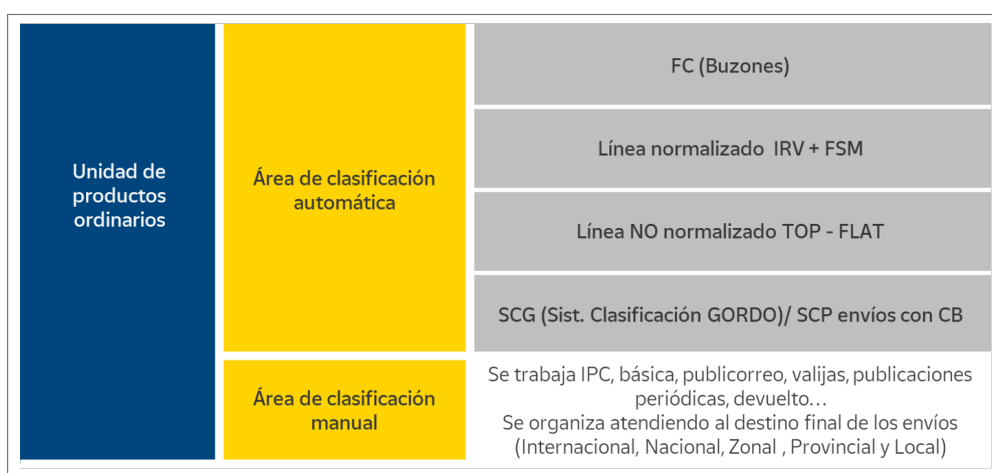 Unidad de
productos
ordinarios
Área de clasificación
automática
FC (Buzones)
Línea normalizado IRV + FSM
Línea NO normalizado TOP - FLAT
SCG (Sist. Clasificación GORDO)/ SCP envíos con CB
Área de clasificación
manual
Se trabaja IPC, básica, publicorreo, valijas, publicaciones
periódicas, devuelto...
Se organiza atendiendo al destino final de los envíos
(Internacional, Nacional, Zonal , Provincial y Local)